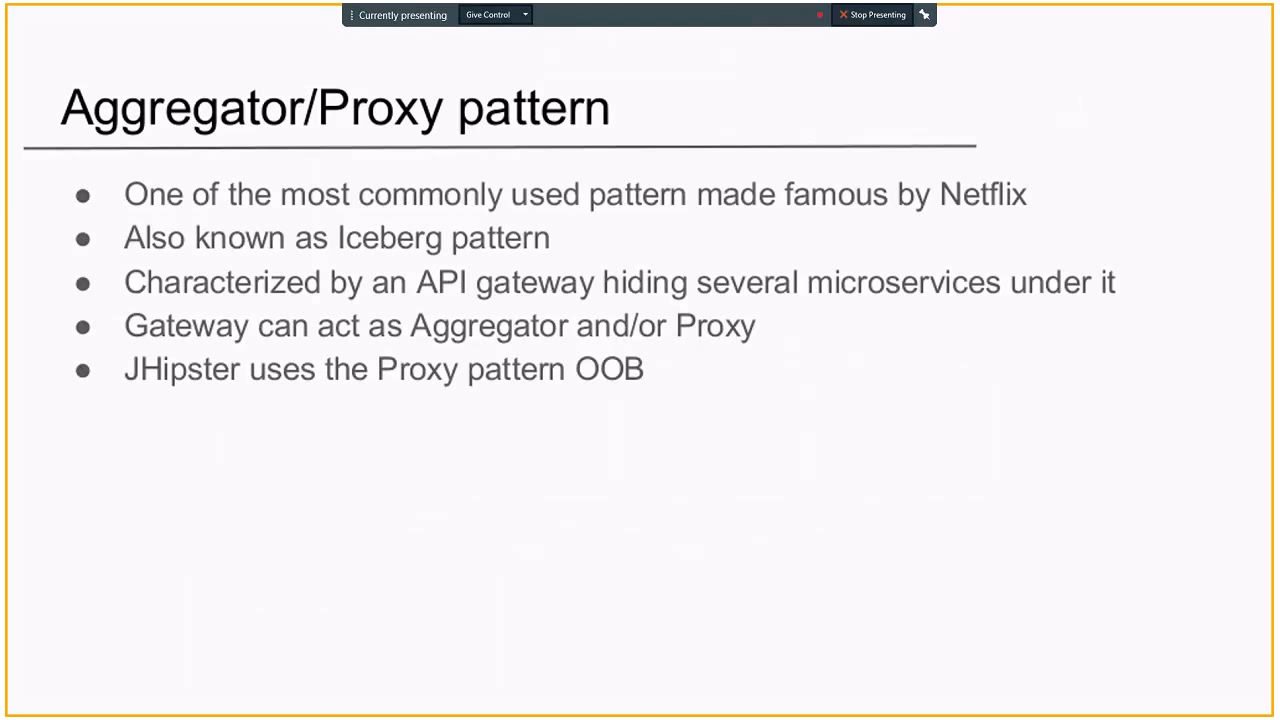 Currently presenting Give Control Stop Presenting
Aggregator/Proxy pattern
● One of the most commonly used pattern made famous by Netflix
● Also known as Iceberg pattern
● Characterized by an API gateway hiding several microservices under it
● Gateway can act as Aggregator and/or Proxy
● JHipster uses the Proxy pattern OOB